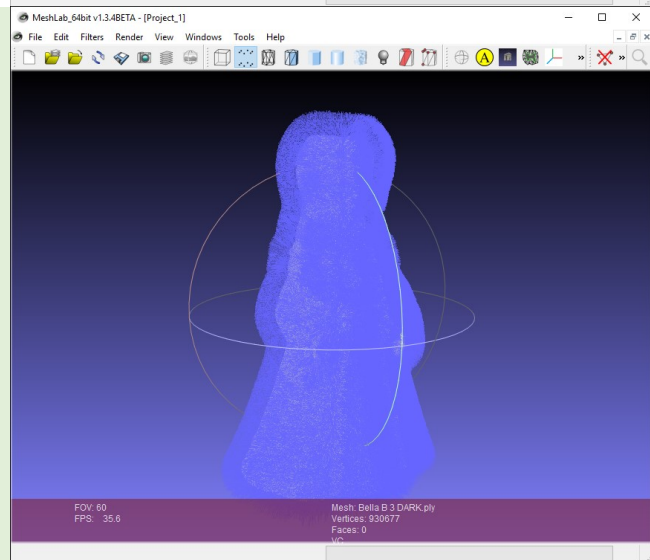 MeshLab_64bit v1.3.4BETA - [Project_1]
File Edit Filters Render View Windows Tools Help
A
» »
FOV: 60
FPS: 35.6
Mesh: Bella B 3 DARK.ply
Vertices: 930677
Faces: 0
VC